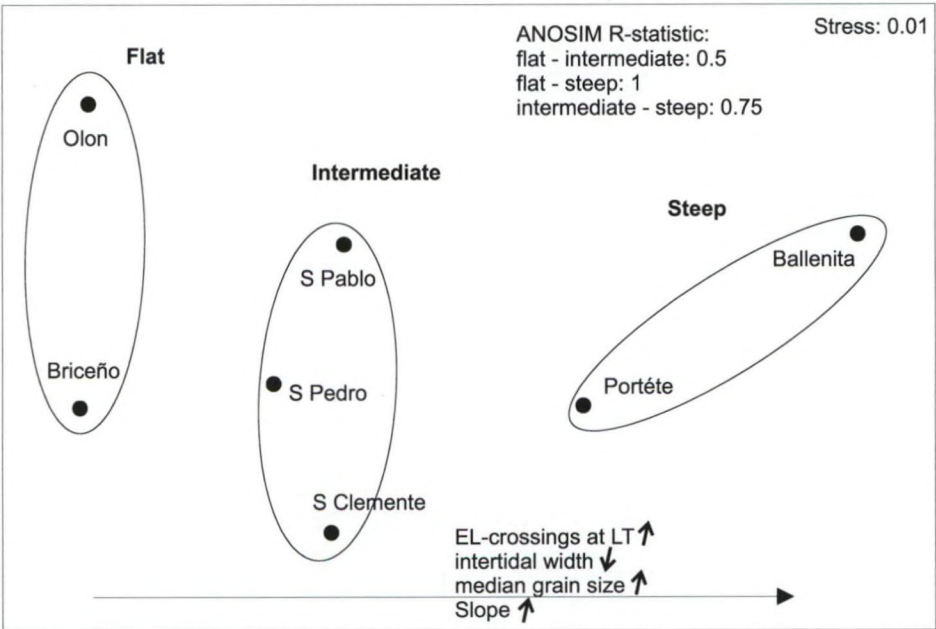 Flat
ANOSIM R-statistic:
flat - intermediate: 0.5
flat - steep: 1
intermediate - steep: 0.75
Stress: 0.01
Olon
Intermediate
Steep
S Pablo
Ballenita
Briceño
S Pedro
Portéte
S Clemente
EL-crossings at LT ↑
intertidal width ↓
median grain size ↑
Slope ↑